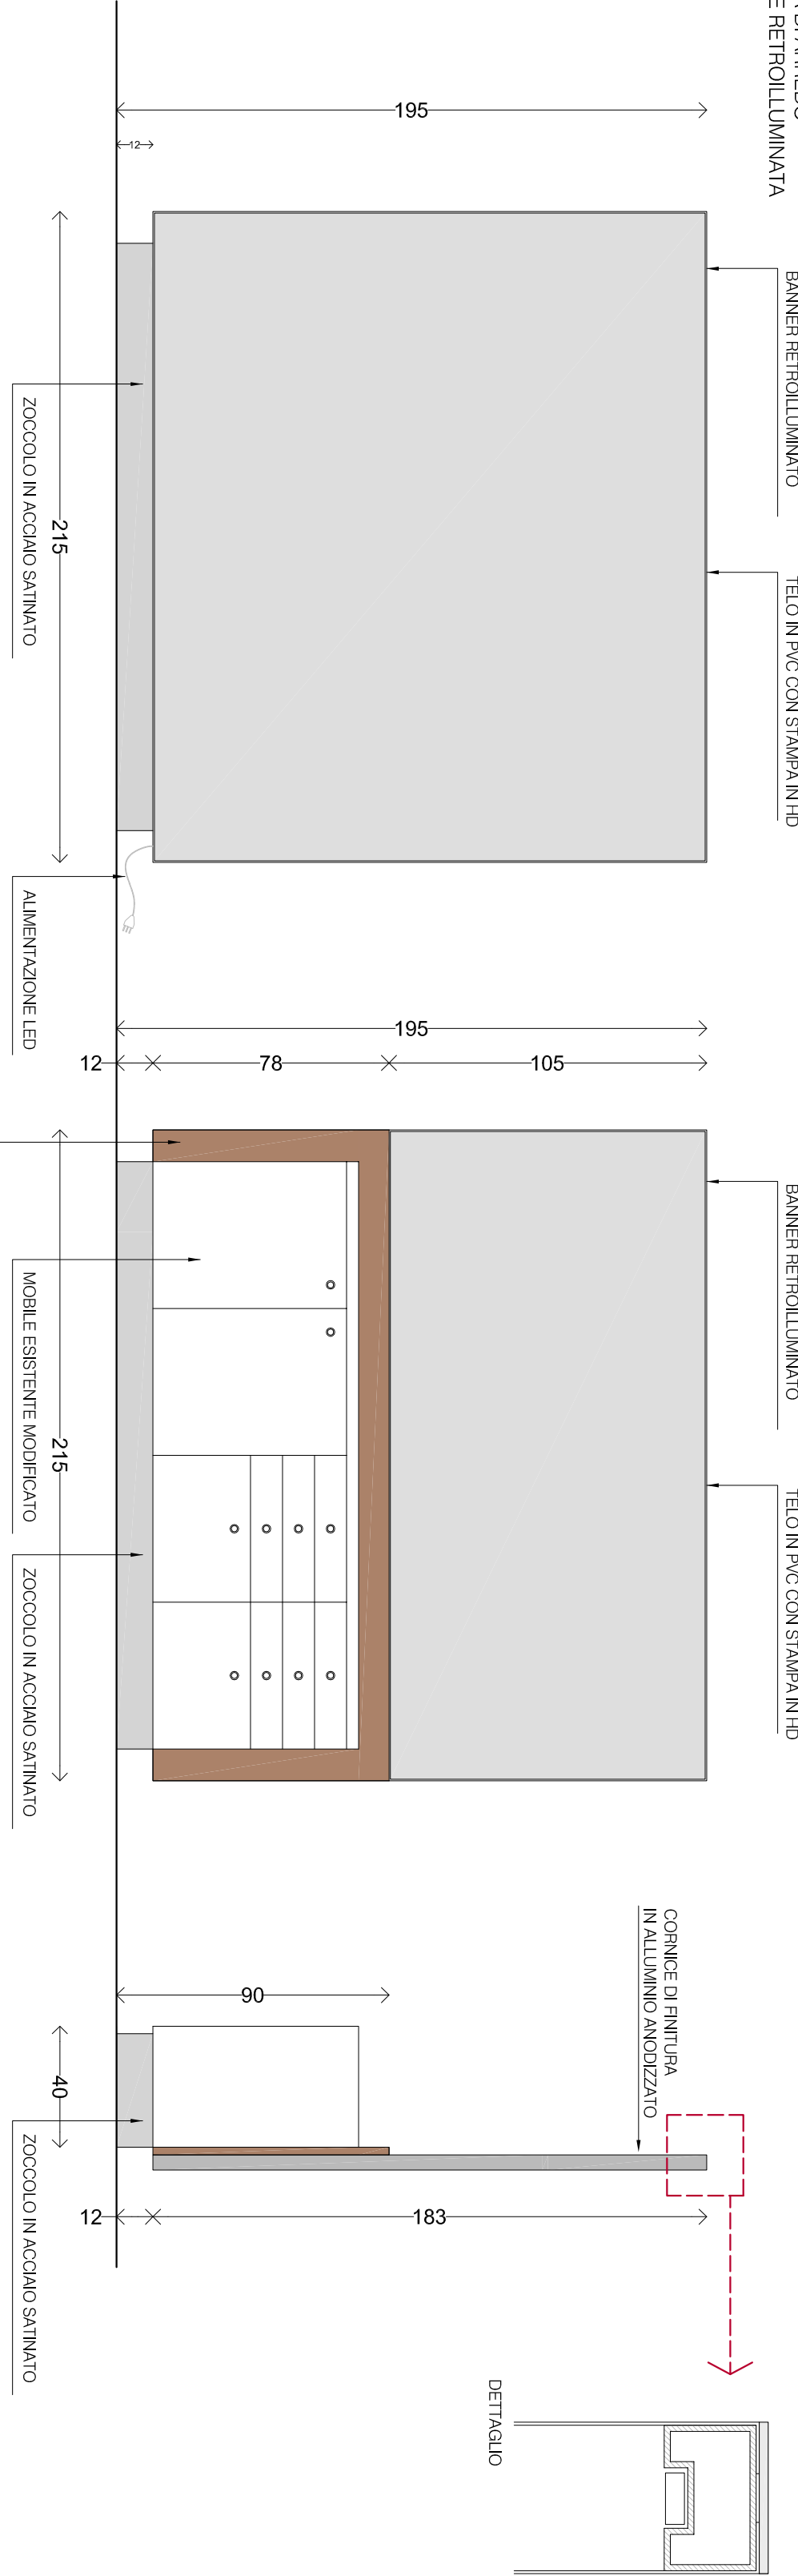 E RETROILLUMINATA
BANNER RETROILLUMINATO
TELO IN PVC CON STAMPA IN HD
BANNER RETROILLUMINATO
TELO IN PVC CON STAMPA IN HD
195
12
215
ZOCCOLO IN ACCIAIO SATINATO
ALIMENTAZIONE LED
195
12
78
105
215
MOBILE ESISTENTE MODIFICATO
ZOCCOLO IN ACCIAIO SATINATO
CORNICE DI FINITURA
IN ALLUMINIO ANODIZZATO
90
40
12
183
ZOCCOLO IN ACCIAIO SATINATO
DETTAGLIO